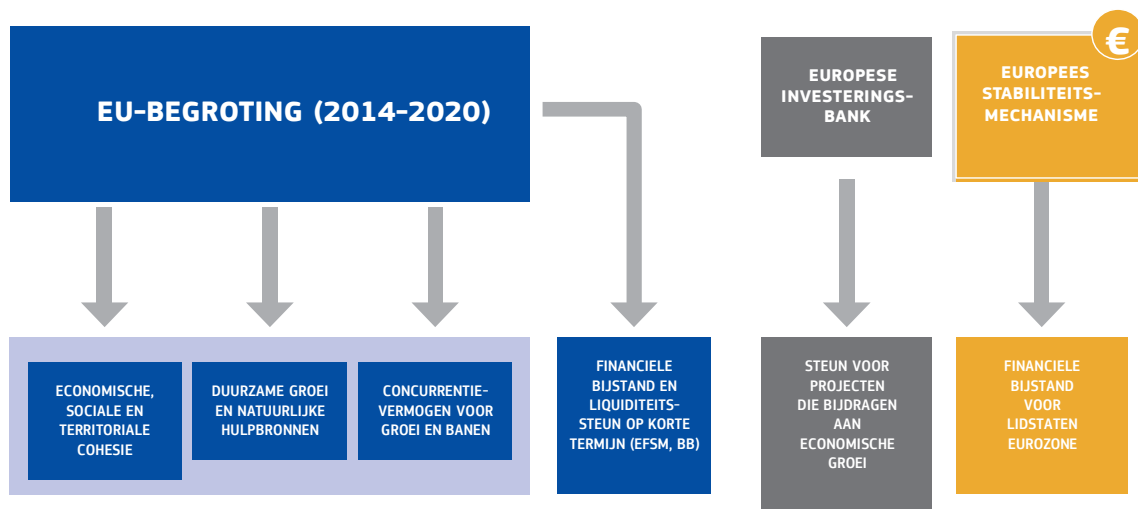 EU-BEGROTING (2014-2020)
EUROPESE
INVESTERINGS-
BANK
€
EUROPEES
STABILITEITS-
MECHANISME
ECONOMISCHE,
SOCIALE EN
TERRITORIALE
COHESIE
DUURZAME GROEI
EN NATUURLIJKE
HULPBRONNEN
CONCURRENTIE-
VERMOGEN VOOR
GROEI EN BANEN
FINANCIELE
BIJSTAND EN
LIQUIDITEITS-
STEUN OP KORTE
TERMIJN (EFSM, BB)
STEUN VOOR
PROJECTEN
DIE BIJDRAGEN
AAN
ECONOMISCHE
GROEI
FINANCIELE
BIJSTAND
VOOR
LIDSTATEN
EUROZONE